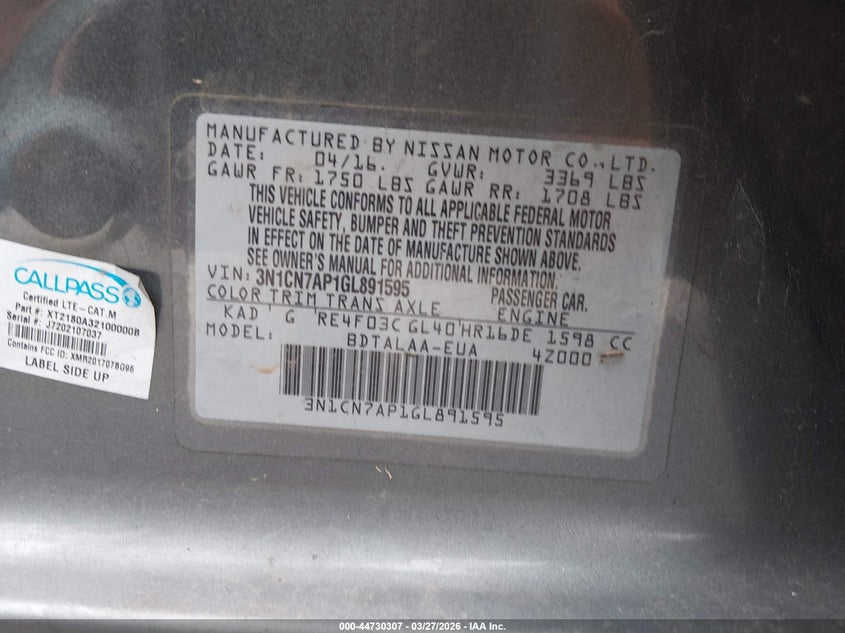 MANUFACTURED BY NISSAN MOTOR CO.,LTD.
DATE: 04/16. GVWR: 3369 LBS
GAWR FR: 1750 LBS GAWR RR: 1708 LBS
THIS VEHICLE CONFORMS TO ALL APPLICABLE FEDERAL MOTOR
VEHICLE SAFETY, BUMPER AND THEFT PREVENTION STANDARDS
IN EFFECT ON THE DATE OF MANUFACTURE SHOWN ABOVE.
SEE OWNER'S MANUAL FOR ADDITIONAL INFORMATION.
VIN: 3N1CN7AP1GL891595 PASSENGER CAR.
COLOR TRIM TRANS AXLE ENGINE
KAD G RE4F03C GL40 HR16DE 1598 CC
MODEL: BDTALAA-EUA 4Z000
3N1CN7AP1GL891595
CALLPASS
Certified LTE-CAT.M
Part #: XT2180A32100000B
Serial #: J7202107037
Contains FCC ID: XMR201707BG96
LABEL SIDE UP
000-44730307 - 03/27/2026 - IAA Inc.